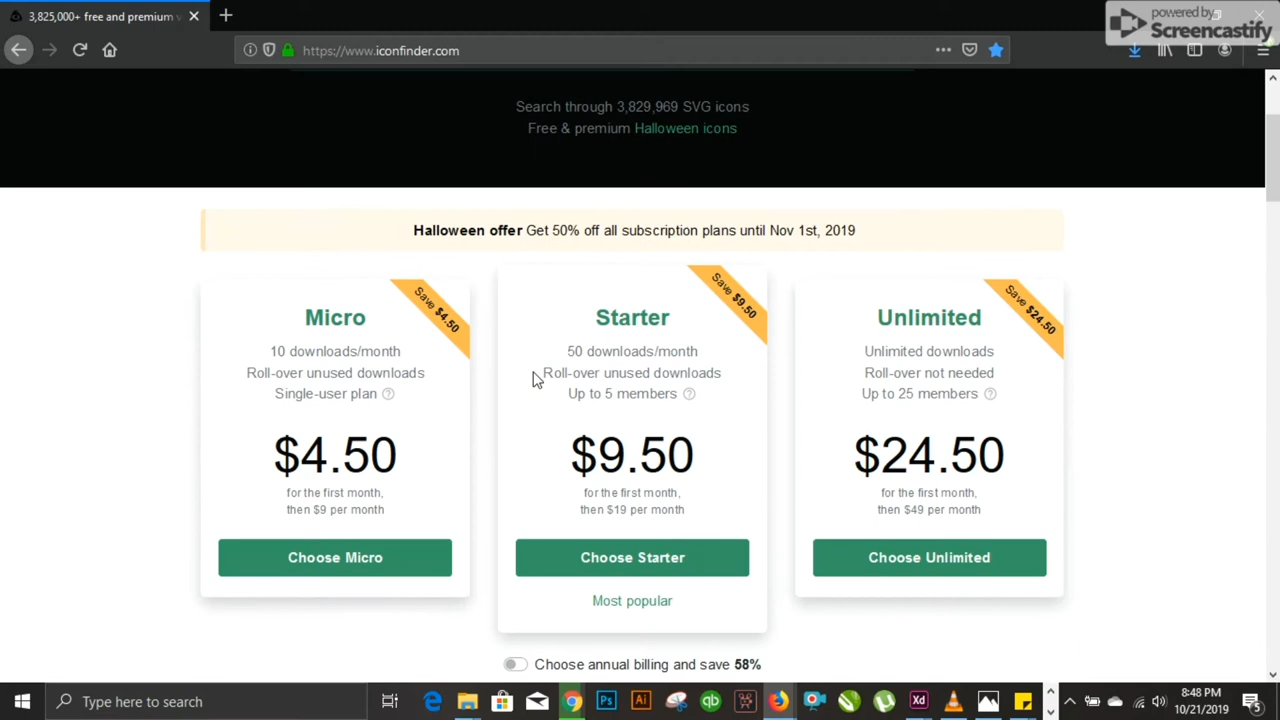 3,825,000+ free and premium v
powered by
Screencastify
https://www.iconfinder.com
Search through 3,829,969 SVG icons
Free & premium Halloween icons
Halloween offer Get 50% off all subscription plans until Nov 1st, 2019
Save $4.50
Micro
10 downloads/month
Roll-over unused downloads
Single-user plan
$4.50
for the first month,
then $9 per month
Choose Micro
Save $9.50
Starter
50 downloads/month
Roll-over unused downloads
Up to 5 members
$9.50
for the first month,
then $19 per month
Choose Starter
Most popular
Save $24.50
Unlimited
Unlimited downloads
Roll-over not needed
Up to 25 members
$24.50
for the first month,
then $49 per month
Choose Unlimited
Choose annual billing and save 58%
Type here to search
Ps
Ai
qb
Xd
8:48 PM
10/21/2019
5